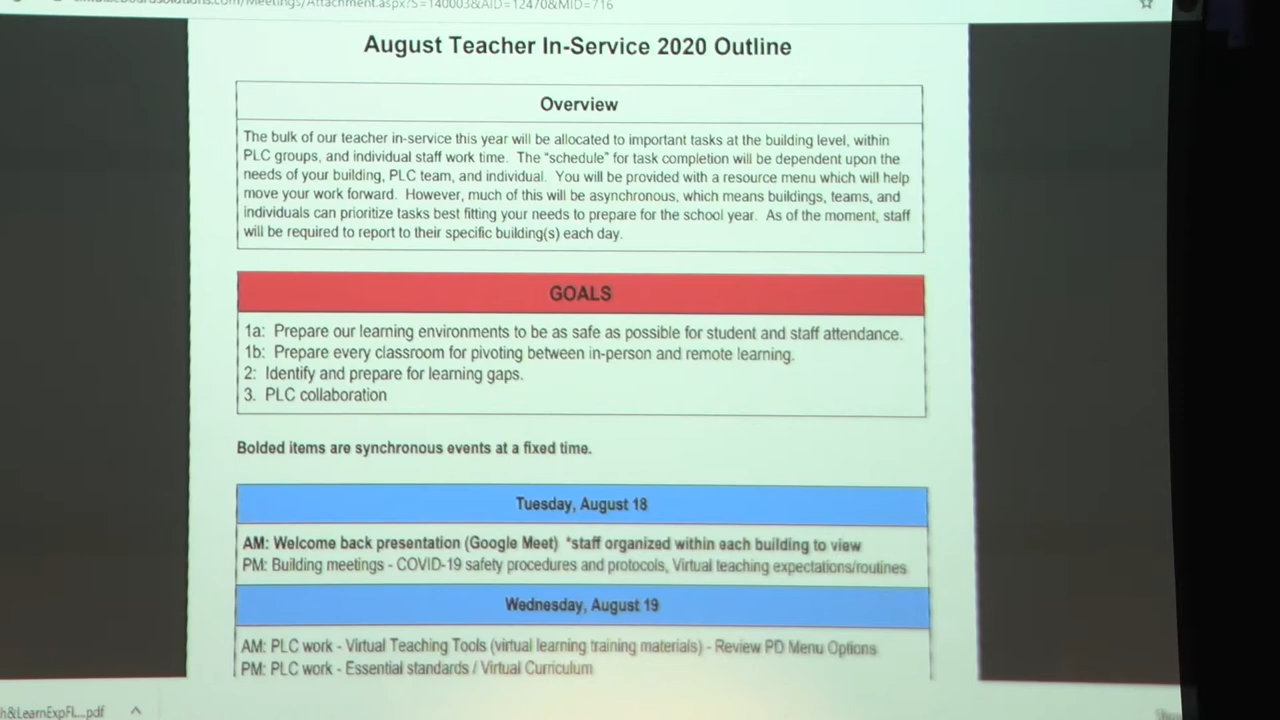 /Meetings/Attachment.aspx?S=140003&AID=12470&MID=716
August Teacher In-Service 2020 Outline
Overview
The bulk of our teacher in-service this year will be allocated to important tasks at the building level, within
PLC groups, and individual staff work time. The "schedule" for task completion will be dependent upon the
needs of your building, PLC team, and individual. You will be provided with a resource menu which will help
move your work forward. However, much of this will be asynchronous, which means buildings, teams, and
individuals can prioritize tasks best fitting your needs to prepare for the school year. As of the moment, staff
will be required to report to their specific building(s) each day.
GOALS
1a: Prepare our learning environments to be as safe as possible for student and staff attendance.
1b: Prepare every classroom for pivoting between in-person and remote learning.
2: Identify and prepare for learning gaps.
3. PLC collaboration
Bolded items are synchronous events at a fixed time.
Tuesday, August 18
AM: Welcome back presentation (Google Meet) *staff organized within each building to view
PM: Building meetings - COVID-19 safety procedures and protocols, Virtual teaching expectations/routines
Wednesday, August 19
AM: PLC work - Virtual Teaching Tools (virtual learning training materials) - Review PD Menu Options
PM: PLC work - Essential standards / Virtual Curriculum
h&LearnExpFl....pdf